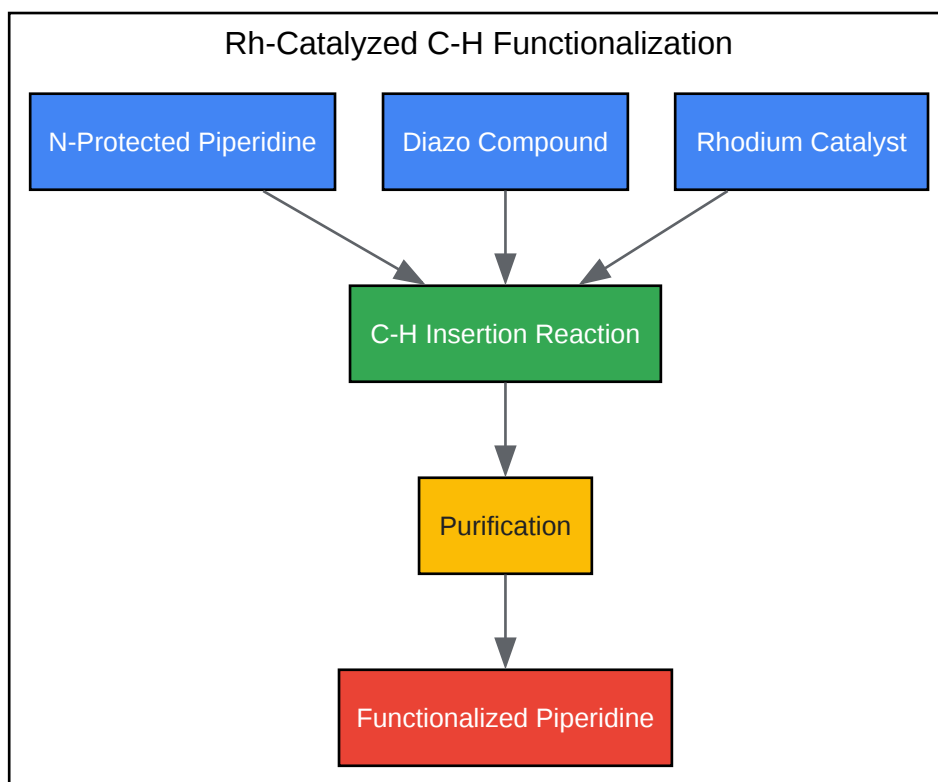 Rh-Catalyzed C-H Functionalization
N-Protected Piperidine
Diazo Compound
Rhodium Catalyst
C-H Insertion Reaction
Purification
Functionalized Piperidine